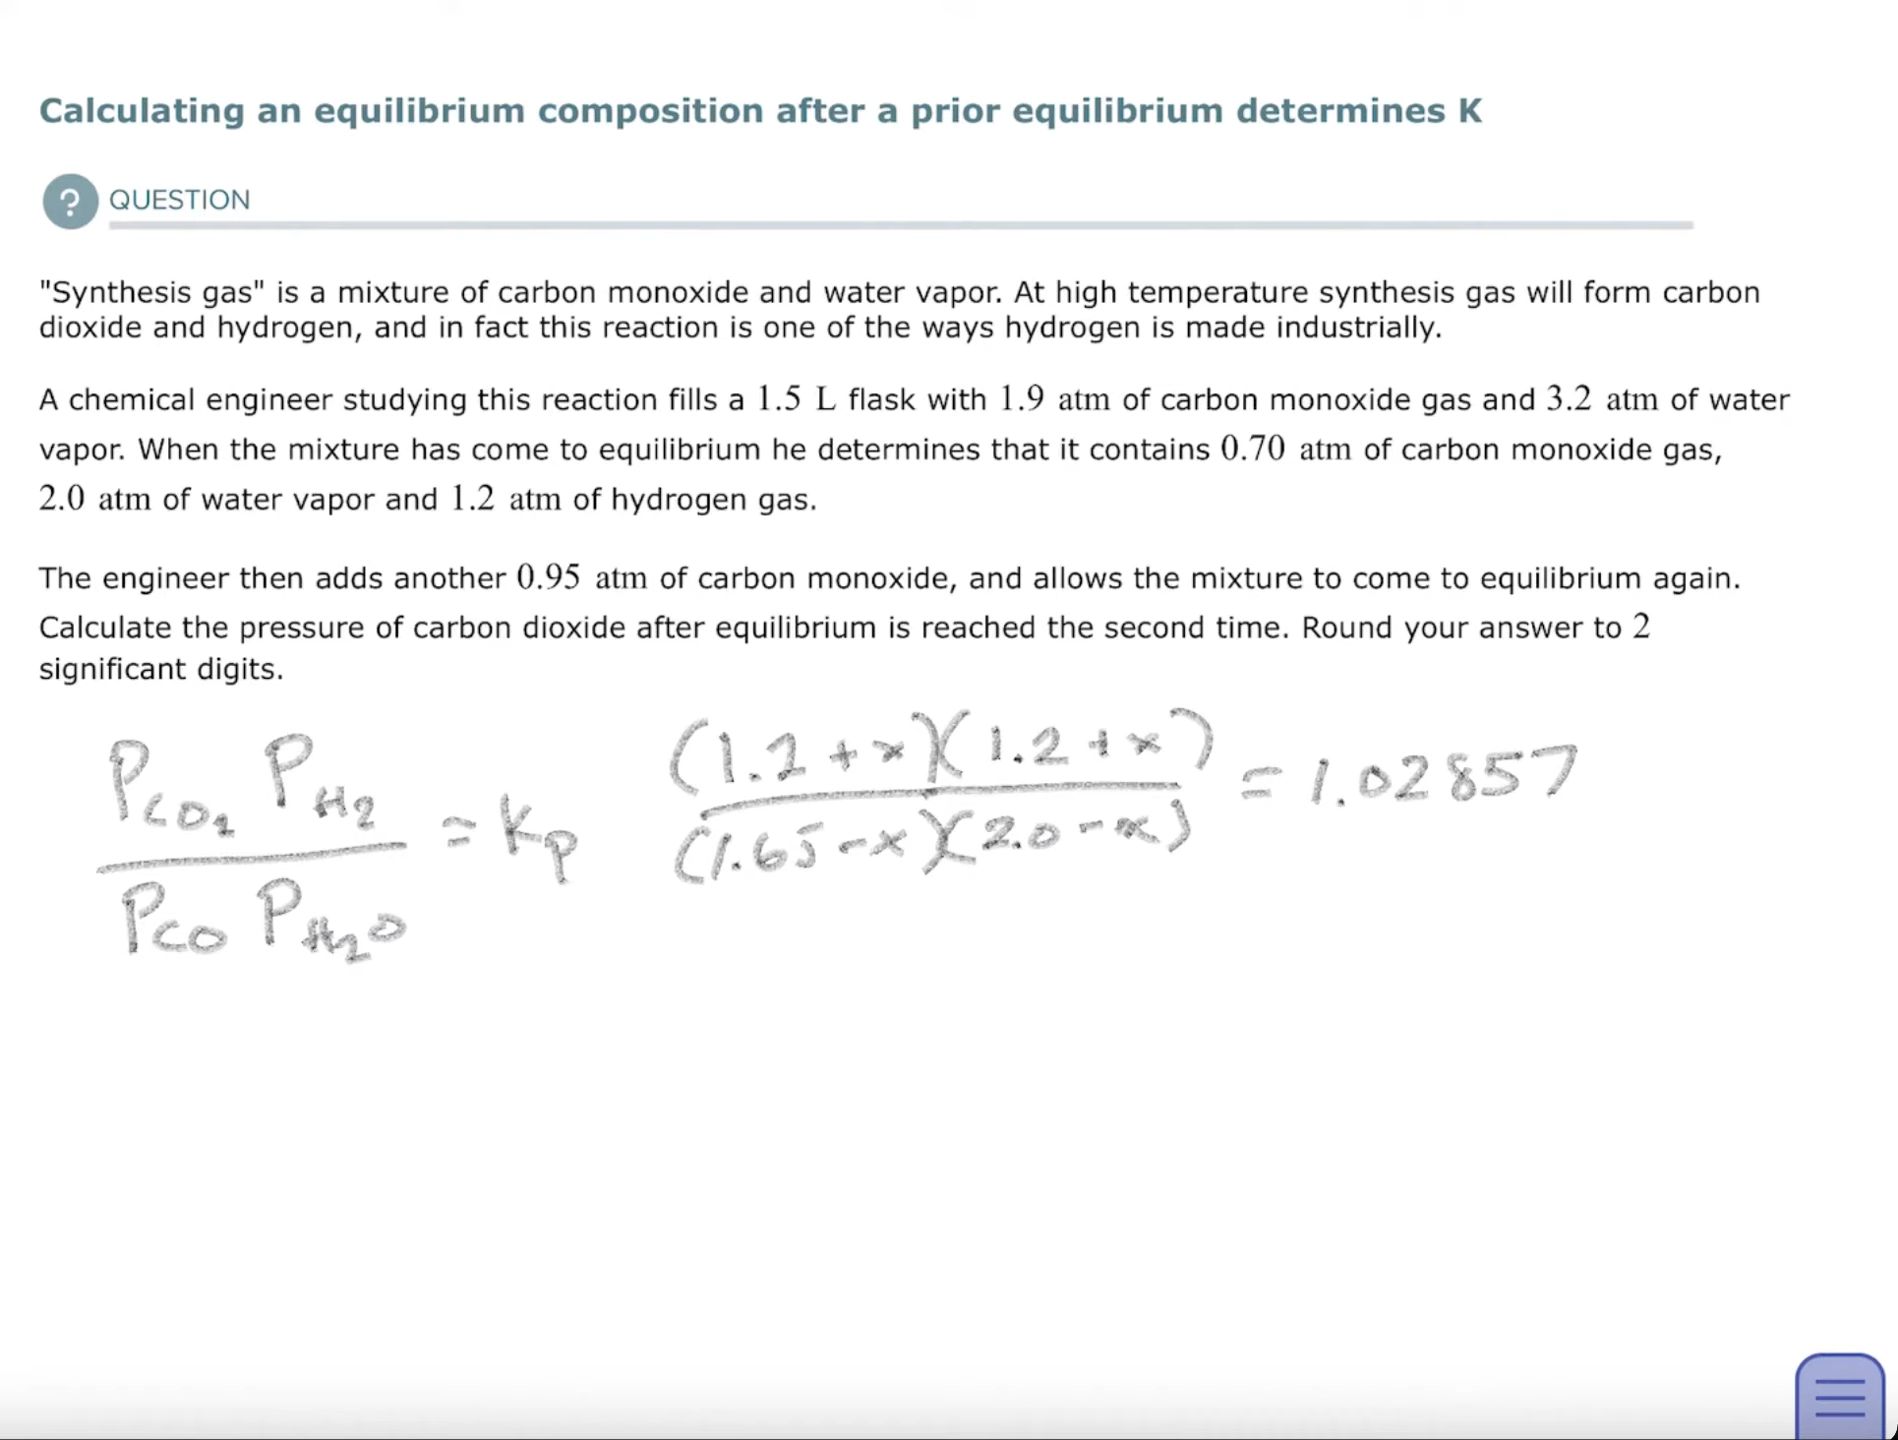 Calculating an equilibrium composition after a prior equilibrium determines K
? QUESTION
"Synthesis gas" is a mixture of carbon monoxide and water vapor. At high temperature synthesis gas will form carbon
dioxide and hydrogen, and in fact this reaction is one of the ways hydrogen is made industrially.
A chemical engineer studying this reaction fills a 1.5 L flask with 1.9 atm of carbon monoxide gas and 3.2 atm of water
vapor. When the mixture has come to equilibrium he determines that it contains 0.70 atm of carbon monoxide gas,
2.0 atm of water vapor and 1.2 atm of hydrogen gas.
The engineer then adds another 0.95 atm of carbon monoxide, and allows the mixture to come to equilibrium again.
Calculate the pressure of carbon dioxide after equilibrium is reached the second time. Round your answer to 2
significant digits.
P_CO₂ P_H₂ / P_CO P_H₂O = Kp
(1.2+x)(1.2+x) / (1.65-x)(2.0-x) = 1.02857